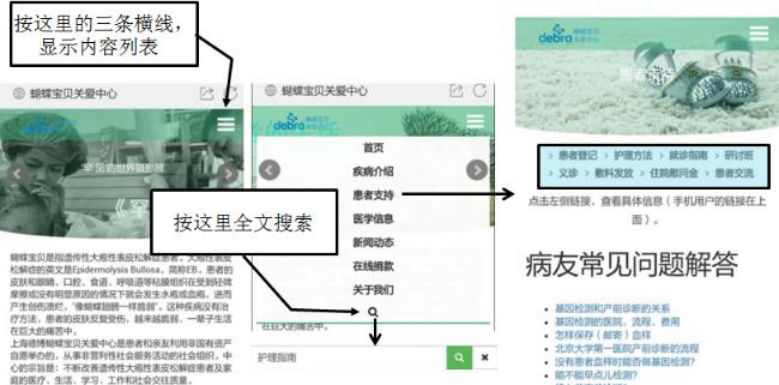 按这里的三条横线，
显示内容列表
蝴蝶宝贝关爱中心
debra
罕见的世界摄影展
蝴蝶宝贝是指遗传性大疱性表皮松解症患者。大疱性表皮
松解症的英文是Epidermolysis Bullosa，简称EB。患者的
皮肤和眼睛、口腔、食道、呼吸道等粘膜组织在受到轻微
摩擦或没有明显原因的情况下就会发生水疱或血疱，进而
产生创伤溃烂，“像蝴蝶翅膀一样脆弱”。这种疾病没有治
疗方法，患者的皮肤反复受伤、越来越脆弱，一辈子生活
在巨大的痛苦中。
上海德博蝴蝶宝贝关爱中心是患者和亲友利用非国有资产
自愿举办的，从事非营利性社会服务活动的社会组织，中
心的宗旨是：不断改善遗传性大疱性表皮松解症患者及家
庭的医疗、生活、学习、工作和社会交往质量。
蝴蝶宝贝关爱中心
debra
首页
疾病介绍
患者支持
医学信息
新闻动态
在线捐款
关于我们
在巨大的痛苦中。
护理指南
按这里全文搜索
debra 蝴蝶宝贝
关爱中心
> 患者登记 > 护理方法 > 就诊指南 > 研讨班
> 义诊 > 敷料发放 > 住院慰问金 > 患者交流
点击左侧链接，查看具体信息（手机用户的链接在上
面）。
病友常见问题解答
基因检测和产前诊断的关系
基因检测的医院、流程、费用
怎样保存（邮寄）血样
北京大学第一医院产前诊断的流程
没有患者血样时能否做基因检测?
能不能早点儿检测?